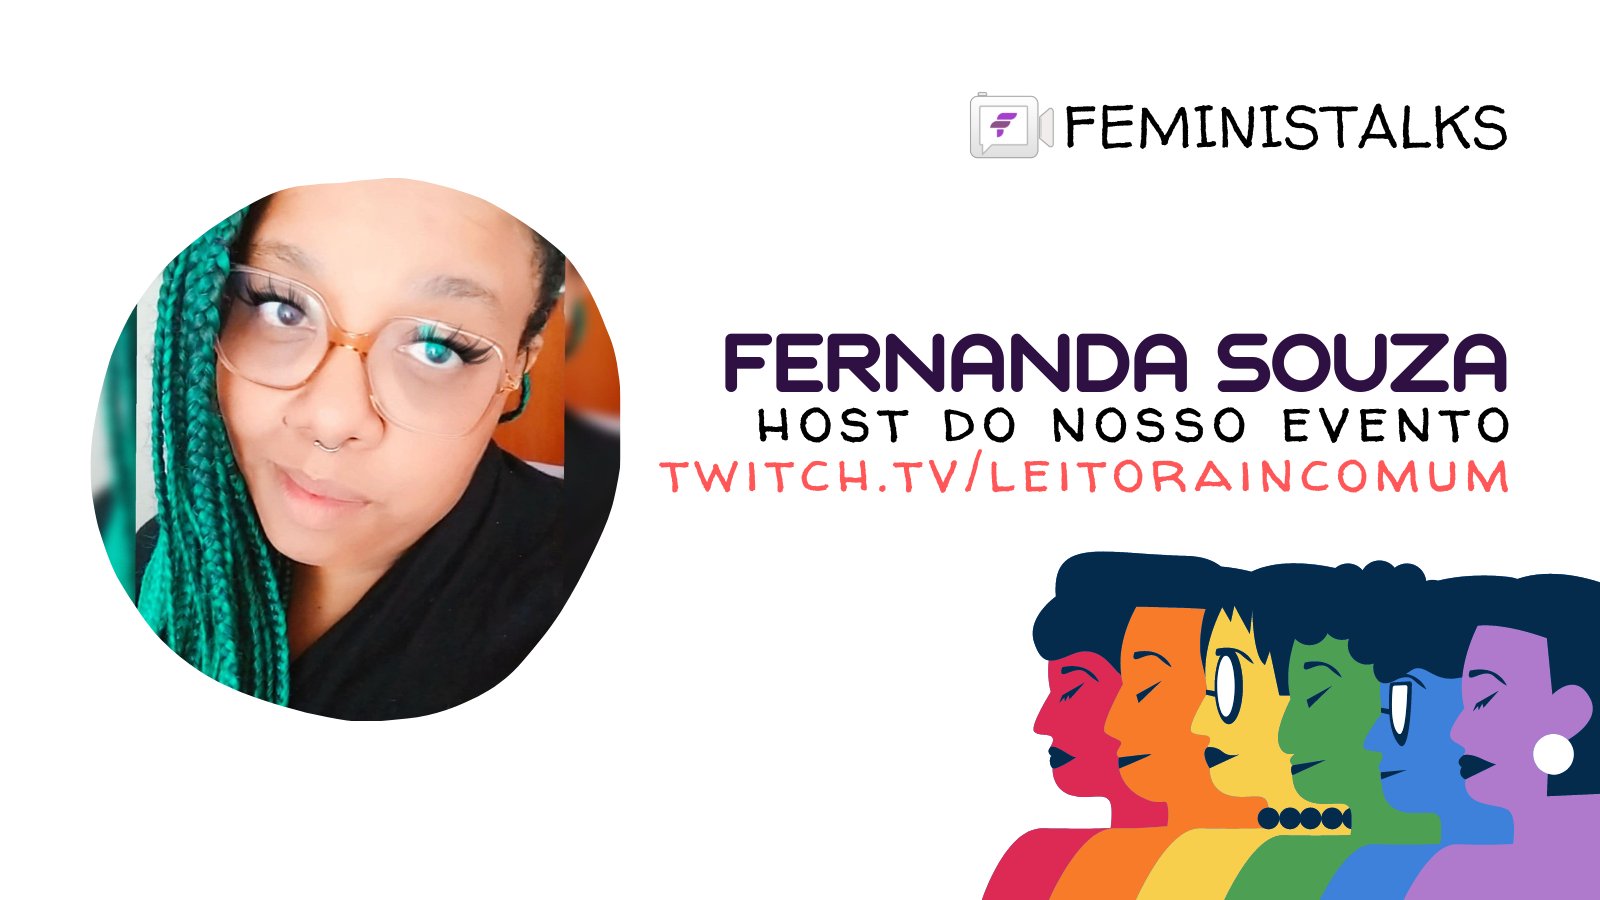 FEMINISTALKS
FERNANDA SOUZA
HOST DO NOSSO EVENTO
TWITCH.TV/LEITORAINCOMUM